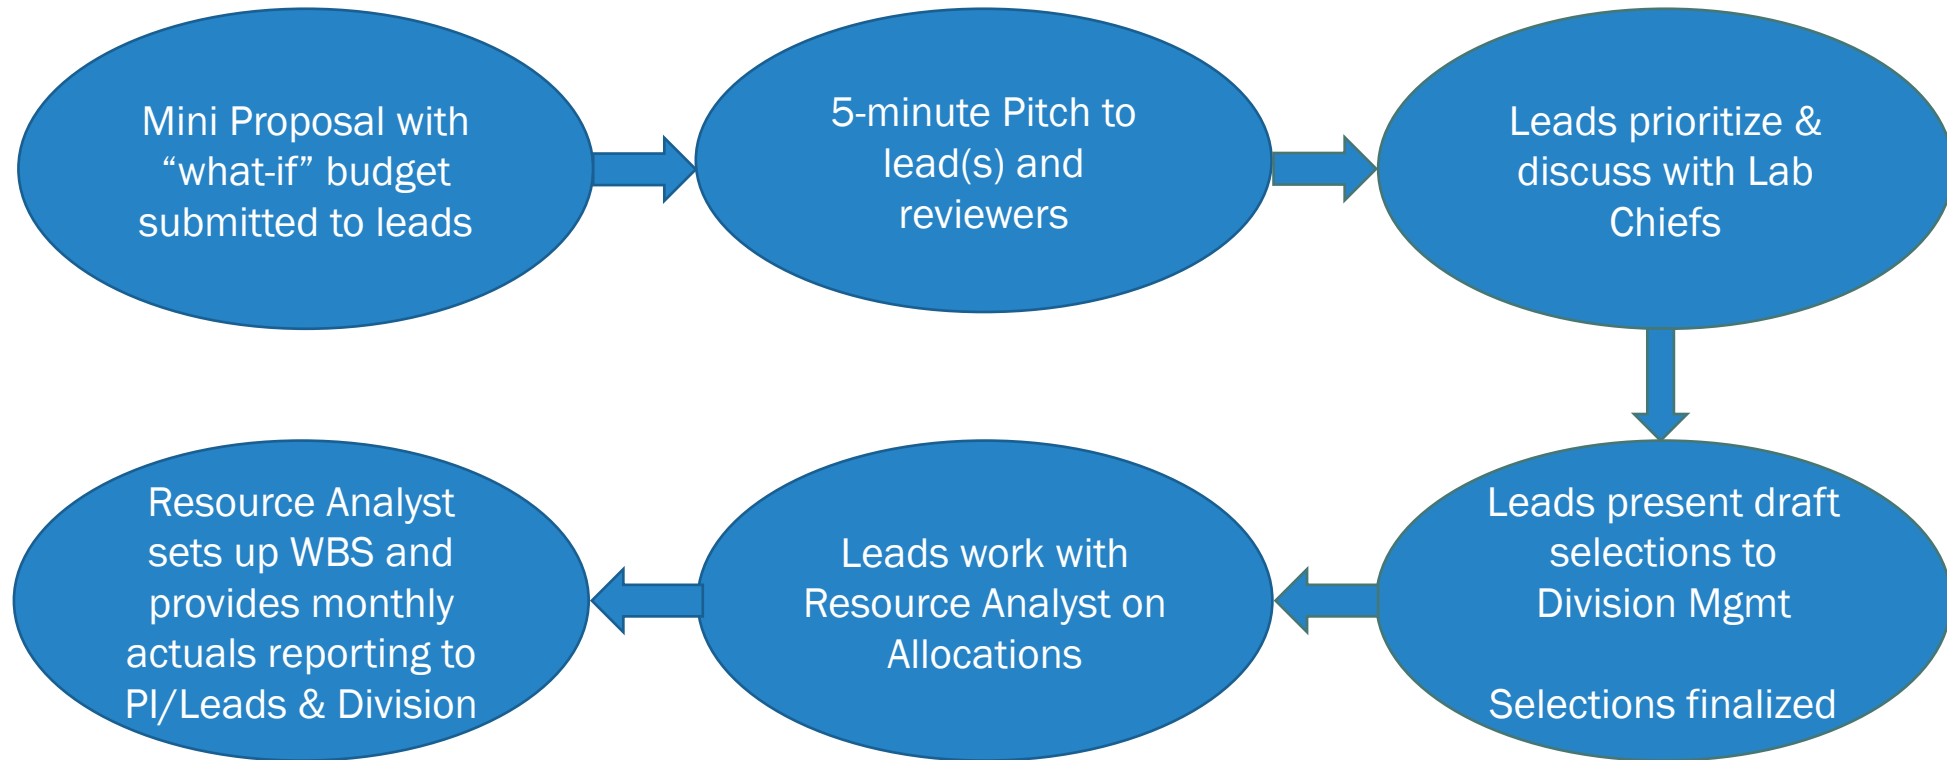 Mini Proposal with
“what-if” budget
submitted to leads
5-minute Pitch to
lead(s) and
reviewers
Leads prioritize &
discuss with Lab
Chiefs
Leads present draft
selections to
Division Mgmt
Selections finalized
Leads work with
Resource Analyst on
Allocations
Resource Analyst
sets up WBS and
provides monthly
actuals reporting to
PI/Leads & Division